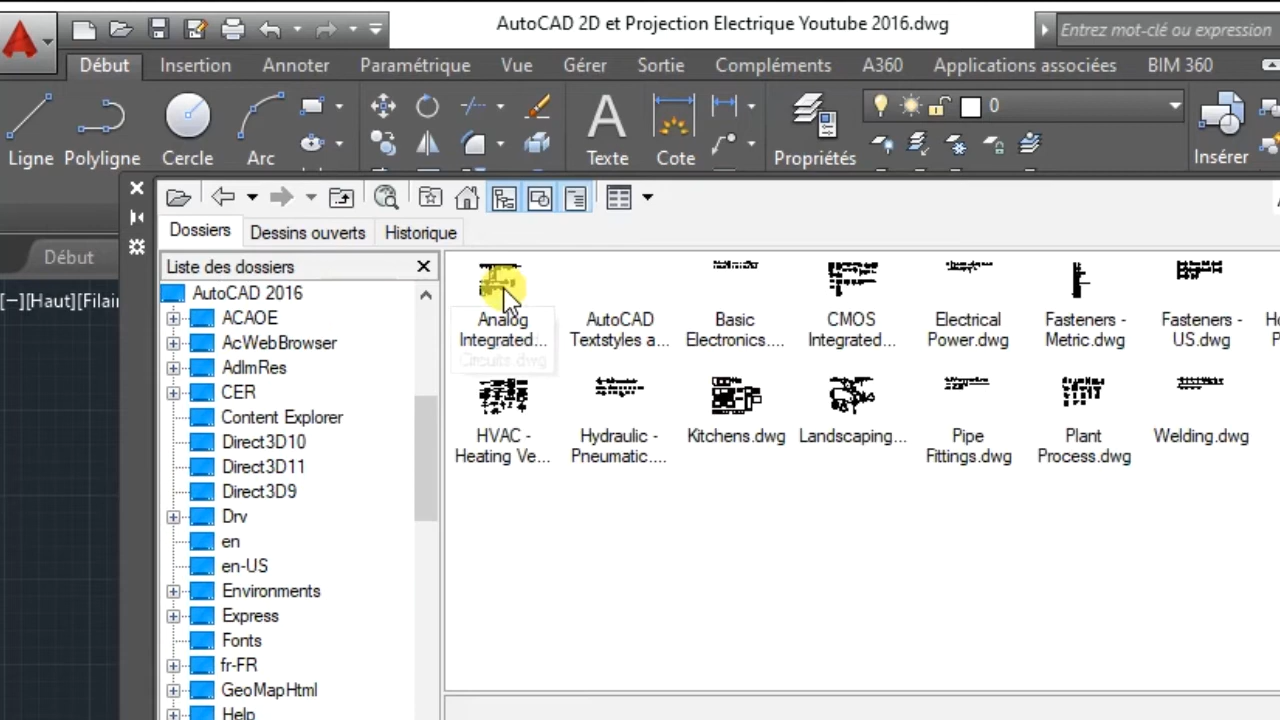 AutoCAD 2D et Projection Electrique Youtube 2016.dwg
Entrez mot-clé ou expression
Début Insertion Annoter Paramétrique Vue Gérer Sortie Compléments A360 Applications associées BIM 360
0
Ligne Polyligne Cercle Arc Texte Cote Propriétés Insérer
Dossiers Dessins ouverts Historique
Début
[−][Haut][Filair
Liste des dossiers
AutoCAD 2016
ACAOE
AcWebBrowser
AdlmRes
CER
Content Explorer
Direct3D10
Direct3D11
Direct3D9
Drv
en
en-US
Environments
Express
Fonts
fr-FR
GeoMapHtml
Help
Analog
Integrated...
Circuits.dwg
AutoCAD
Textstyles a...
Basic
Electronics....
CMOS
Integrated...
Electrical
Power.dwg
Fasteners -
Metric.dwg
Fasteners -
US.dwg
HVAC -
Heating Ve...
Hydraulic -
Pneumatic....
Kitchens.dwg
Landscaping...
Pipe
Fittings.dwg
Plant
Process.dwg
Welding.dwg